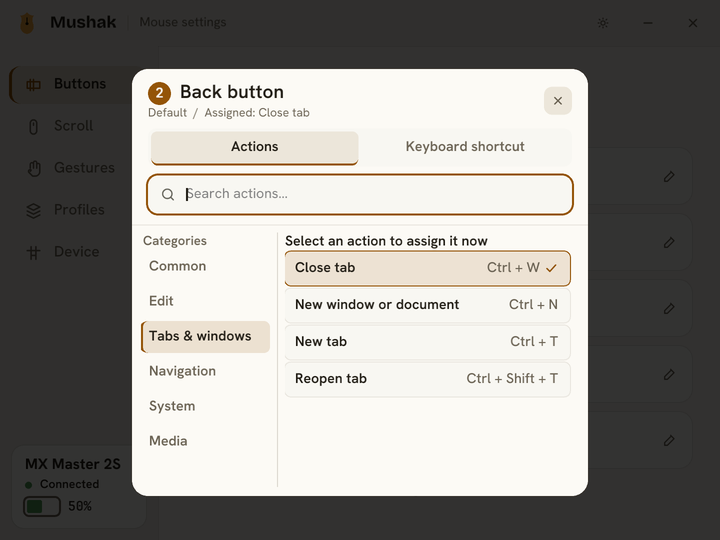 Mushak
Mouse settings
Buttons
Scroll
Gestures
Profiles
Device
MX Master 2S
Connected
50%
2 Back button
Default / Assigned: Close tab
Actions
Keyboard shortcut
Search actions...
Categories
Common
Edit
Tabs & windows
Navigation
System
Media
Select an action to assign it now
Close tab Ctrl + W
New window or document Ctrl + N
New tab Ctrl + T
Reopen tab Ctrl + Shift + T